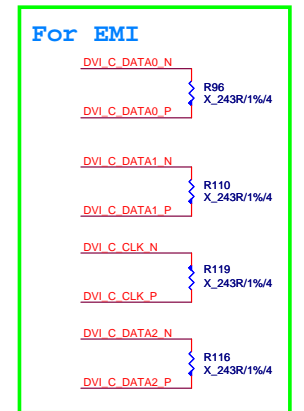 For EMI
DVI_C_DATA0_N
R96
X_243R/1%/4
DVI_C_DATA0_P
DVI_C_DATA1_N
R110
X_243R/1%/4
DVI_C_DATA1_P
DVI_C_CLK_N
R119
X_243R/1%/4
DVI_C_CLK_P
DVI_C_DATA2_N
R116
X_243R/1%/4
DVI_C_DATA2_P